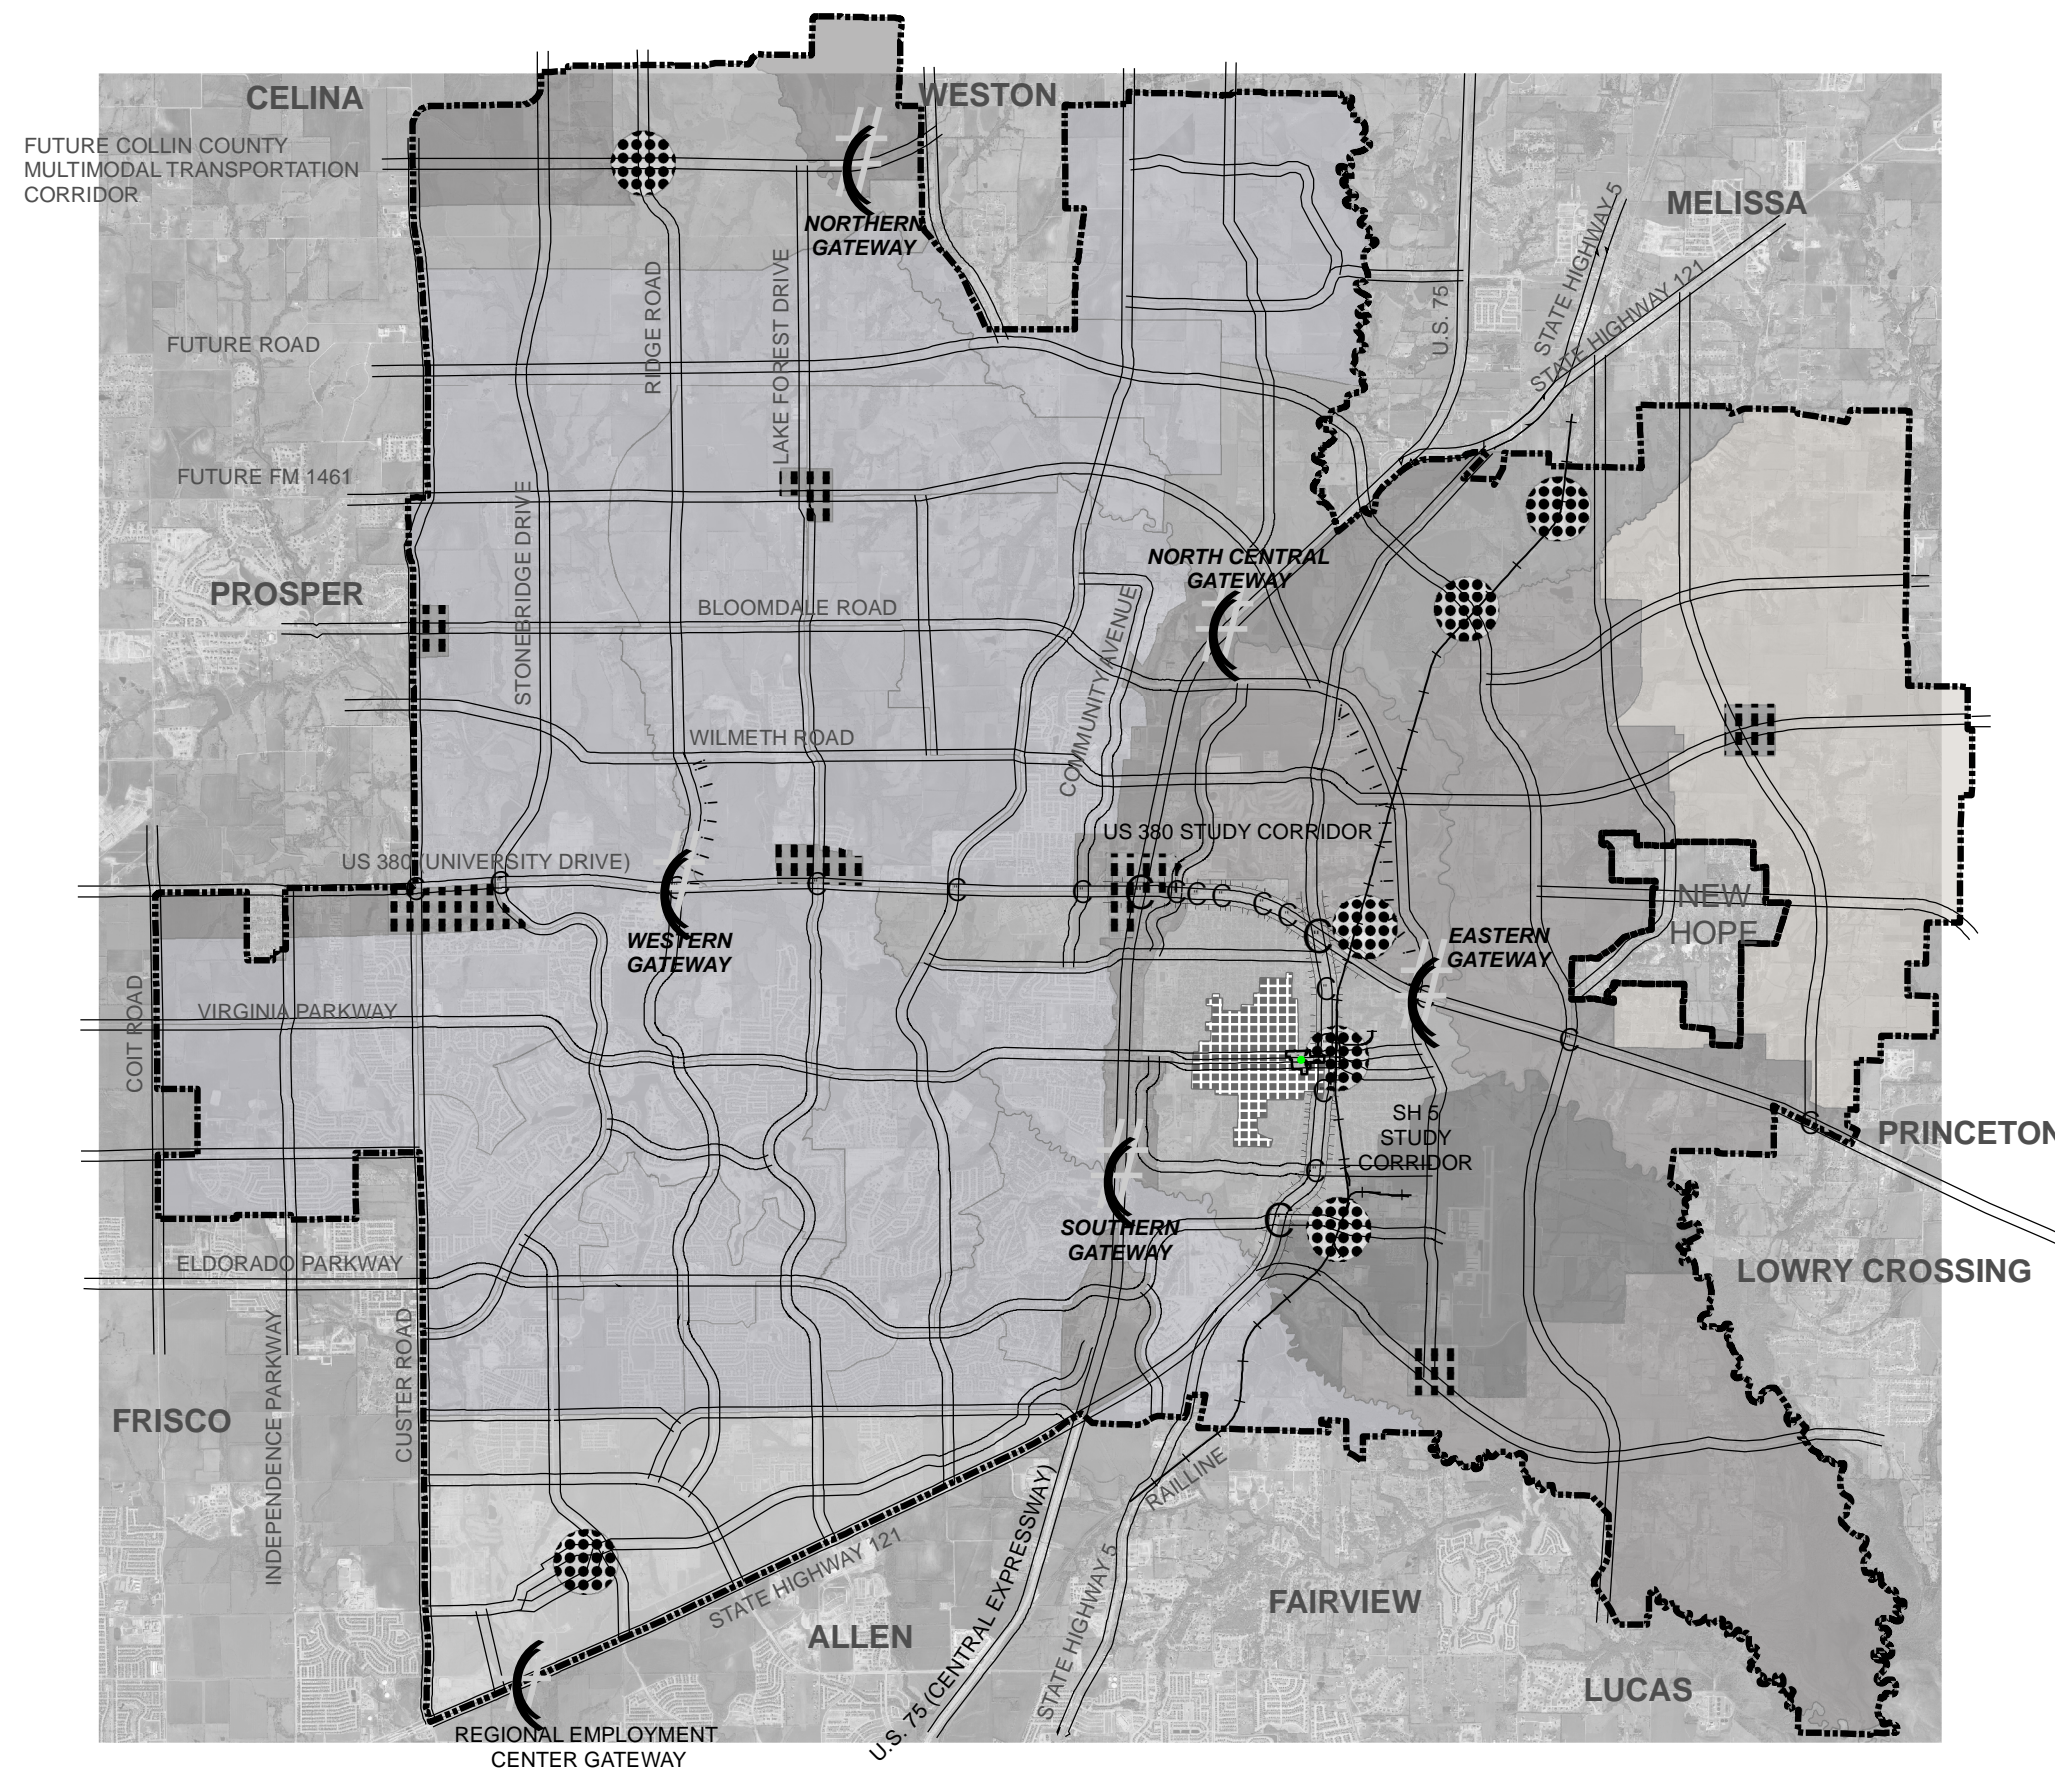 CELINA
WESTON
FUTURE COLLIN COUNTY
MULTIMODAL TRANSPORTATION
CORRIDOR
MELISSA
NORTHERN
GATEWAY
STATE HIGHWAY 5
STATE HIGHWAY 121
U.S. 75
RIDGE ROAD
LAKE FOREST DRIVE
FUTURE ROAD
FUTURE FM 1461
STONEBRIDGE DRIVE
NORTH CENTRAL
GATEWAY
PROSPER
BLOOMDALE ROAD
COMMUNITY AVENUE
WILMETH ROAD
US 380 STUDY CORRIDOR
US 380 (UNIVERSITY DRIVE)
C
C
C
C
C
C
C
C
C
C
C
C
NEW
HOPE
WESTERN
GATEWAY
EASTERN
GATEWAY
C
COIT ROAD
VIRGINIA PARKWAY
C
C
SH 5
STUDY
CORRIDOR
C
PRINCETON
C
C
SOUTHERN
GATEWAY
ELDORADO PARKWAY
LOWRY CROSSING
INDEPENDENCE PARKWAY
CUSTER ROAD
FRISCO
RAILLINE
STATE HIGHWAY 121
U.S. 75 (CENTRAL EXPRESSWAY)
STATE HIGHWAY 5
FAIRVIEW
ALLEN
LUCAS
REGIONAL EMPLOYMENT
CENTER GATEWAY